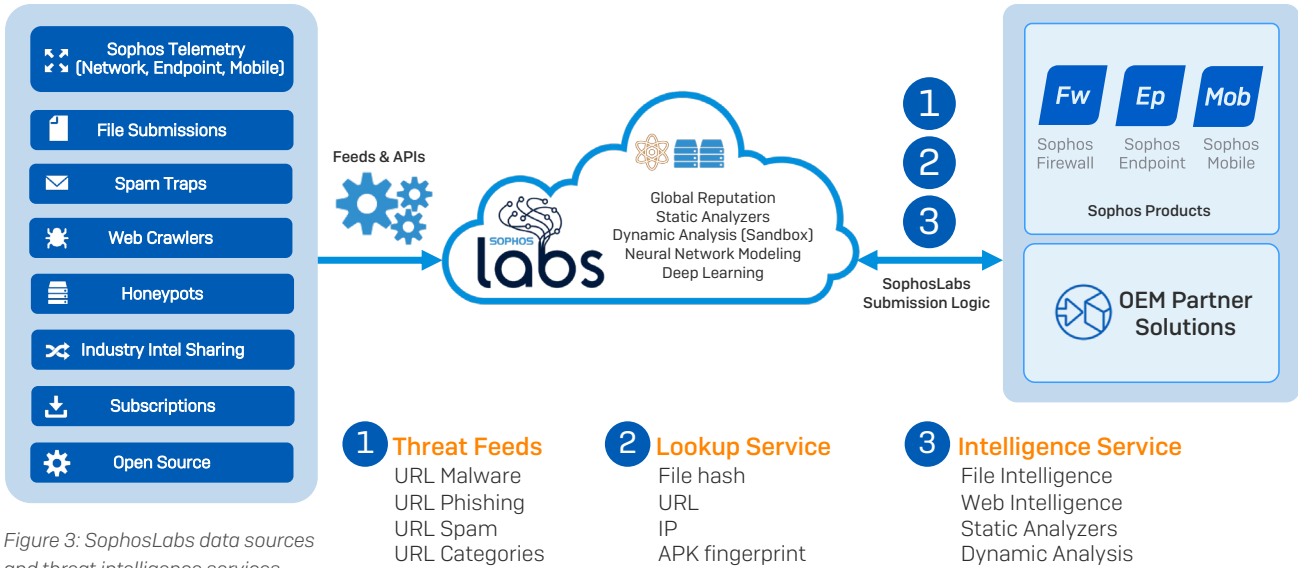 Sophos Telemetry
(Network, Endpoint, Mobile)
File Submissions
Spam Traps
Web Crawlers
Honeypots
Industry Intel Sharing
Subscriptions
Open Source
Feeds & APIs
SOPHOS
labs
Global Reputation
Static Analyzers
Dynamic Analysis (Sandbox)
Neural Network Modeling
Deep Learning
1
2
3
SophosLabs
Submission Logic
Fw
Ep
Mob
Sophos
Firewall
Sophos
Endpoint
Sophos
Mobile
Sophos Products
OEM Partner
Solutions
1 Threat Feeds
URL Malware
URL Phishing
URL Spam
URL Categories
2 Lookup Service
File hash
URL
IP
APK fingerprint
3 Intelligence Service
File Intelligence
Web Intelligence
Static Analyzers
Dynamic Analysis
Figure 3: SophosLabs data sources
and threat intelligence services